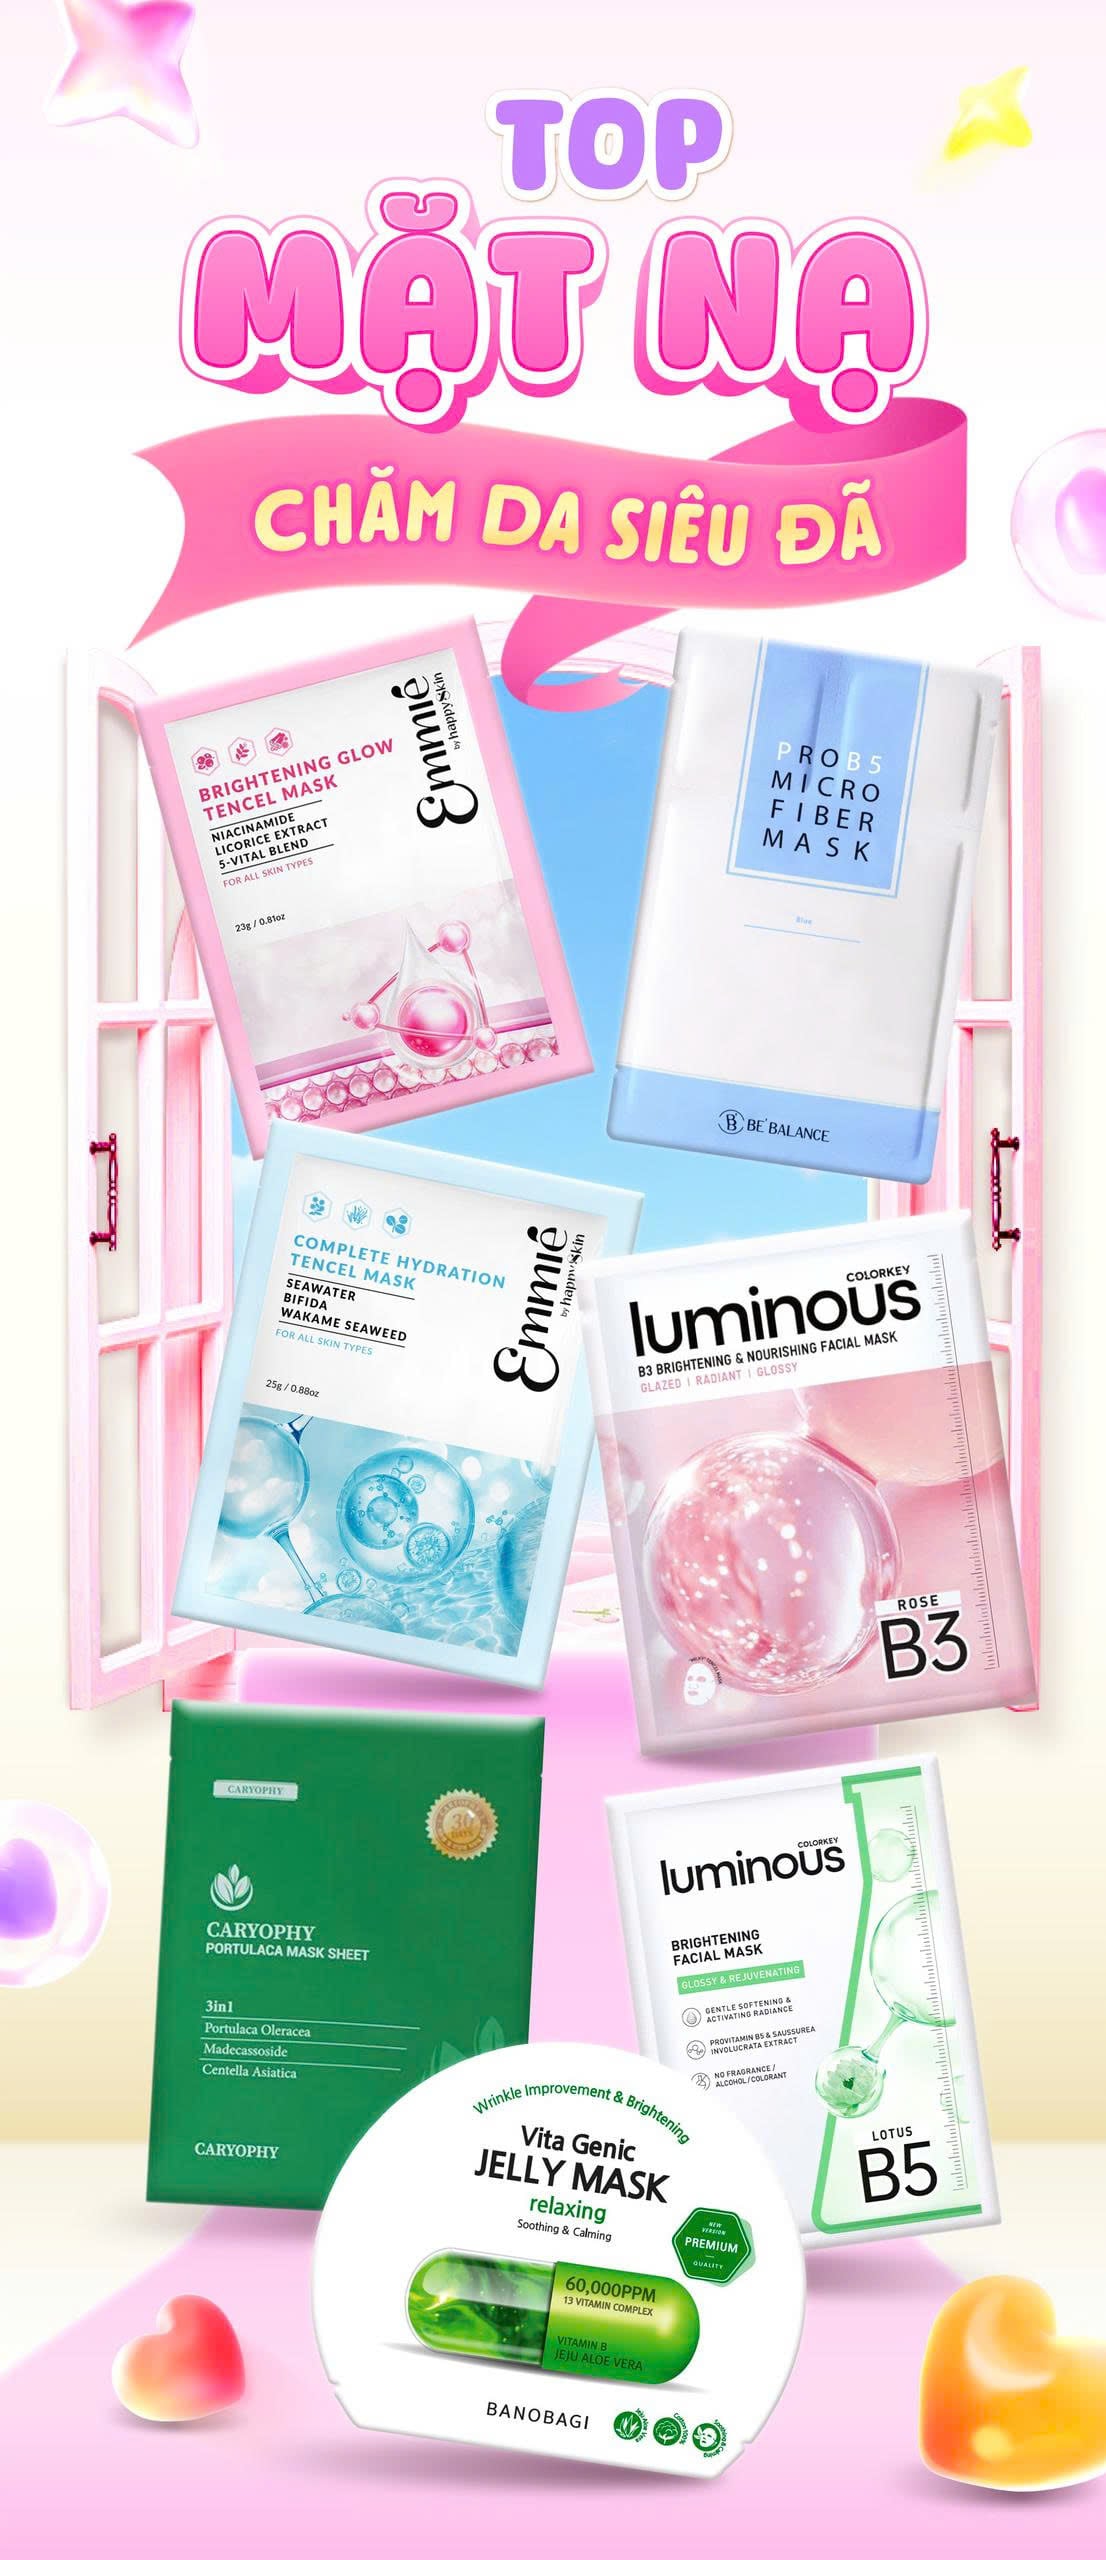 TOP
MẶT NẠ
CHĂM DA SIÊU ĐÃ
Emmié
by happySkin
BRIGHTENING GLOW
TENCEL MASK
NIACINAMIDE
LICORICE EXTRACT
5-VITAL BLEND
FOR ALL SKIN TYPES
23g / 0.81oz
PROB5
MICRO
FIBER
MASK
Blue
BE'BALANCE
Emmié
by happySkin
COMPLETE HYDRATION
TENCEL MASK
SEAWATER
BIFIDA
WAKAME SEAWEED
FOR ALL SKIN TYPES
25g / 0.88oz
COLORKEY
luminous
B3 BRIGHTENING & NOURISHING FACIAL MASK
GLAZED | RADIANT | GLOSSY
ROSE
B3
CARYOPHY
30
CARYOPHY
PORTULACA MASK SHEET
3in1
Portulaca Oleracea
Madecassoside
Centella Asiatica
CARYOPHY
COLORKEY
luminous
BRIGHTENING
FACIAL MASK
GLOSSY & REJUVENATING
GENTLE SOFTENING &
ACTIVATING RADIANCE
PROVITAMIN B5 & SAUSSUREA
INVOLUCRATA EXTRACT
NO FRAGRANCE /
ALCOHOL / COLORANT
LOTUS
B5
Wrinkle Improvement & Brightening
Vita Genic
JELLY MASK
relaxing
Soothing & Calming
NEW
VERSION
PREMIUM
QUALITY
60,000PPM
13 VITAMIN COMPLEX
VITAMIN B
JEJU ALOE VERA
BANOBAGI